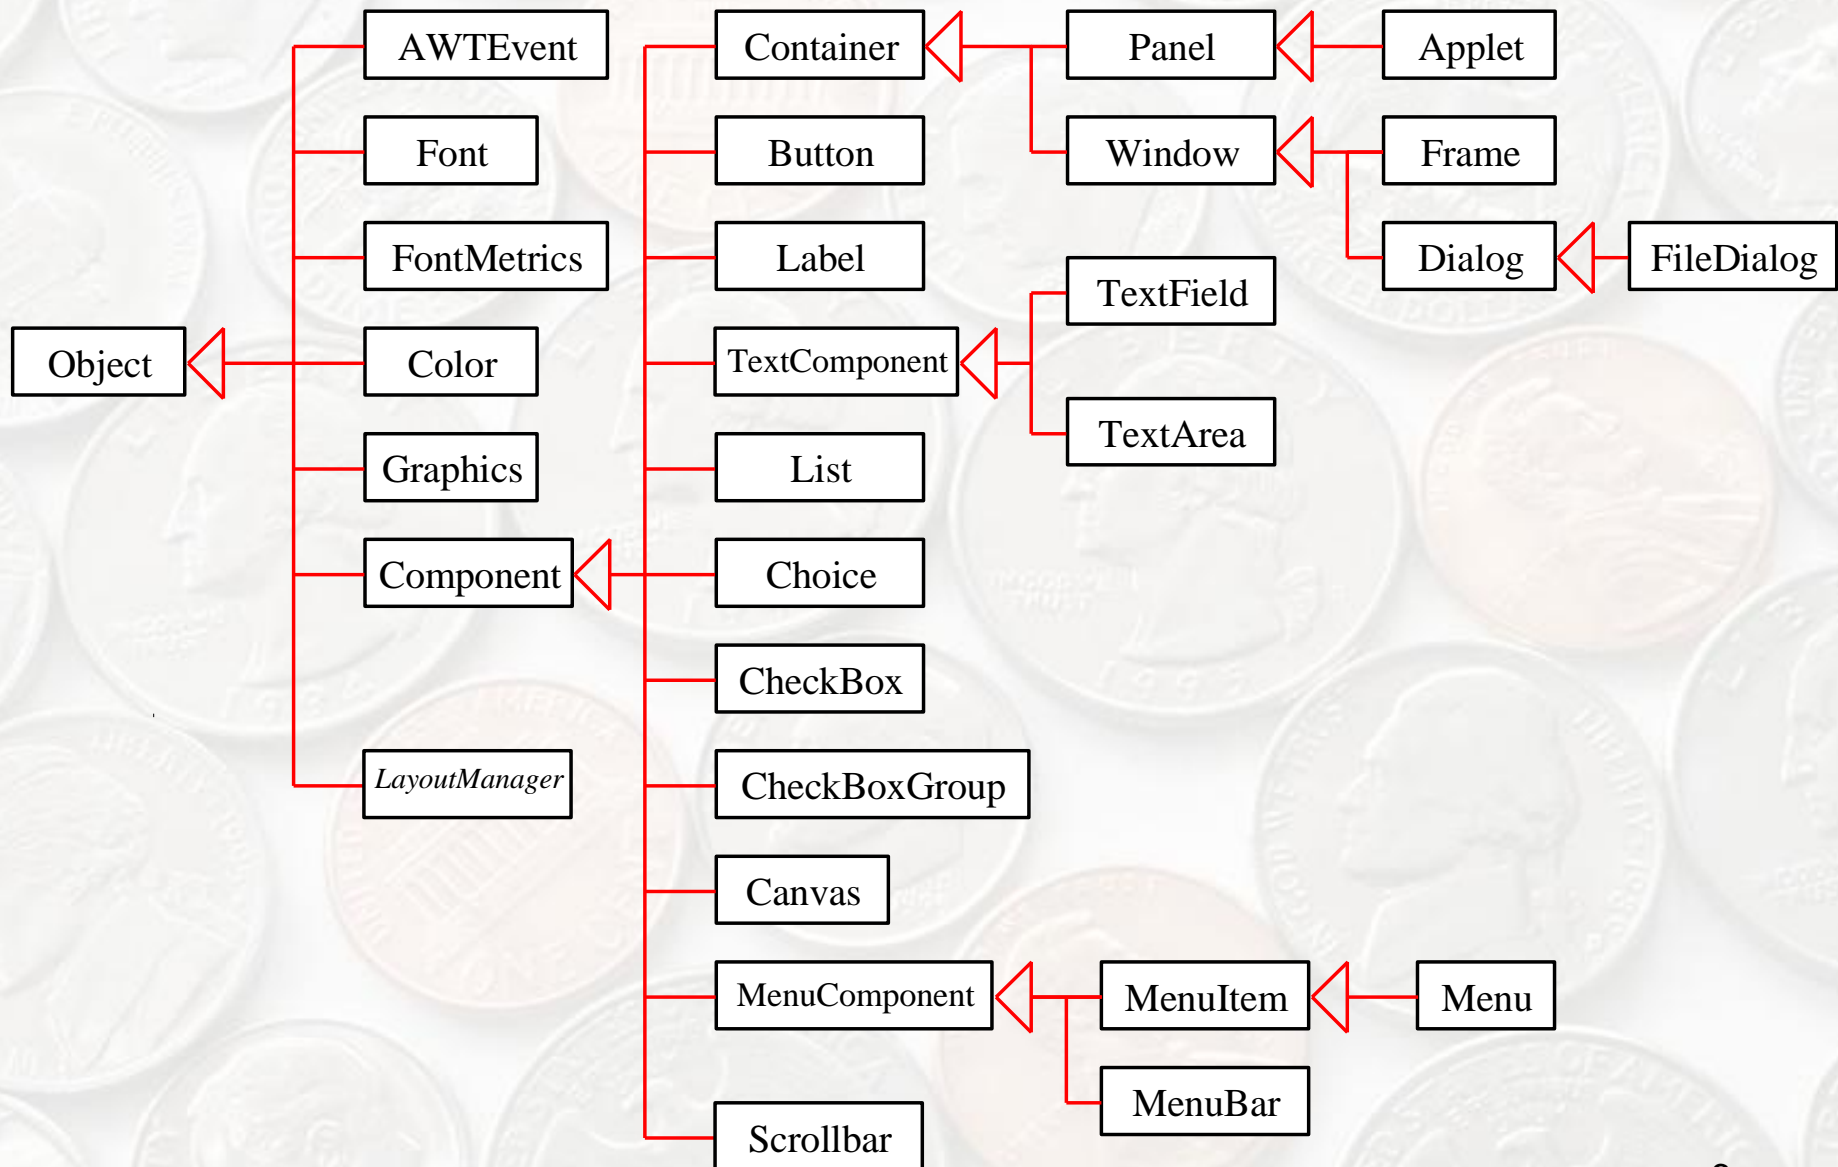 AWTEvent
Container
Panel
Applet
Font
Button
Window
Frame
FontMetrics
Label
Dialog
FileDialog
TextField
Object
Color
TextComponent
TextArea
Graphics
List
Component
Choice
CheckBox
LayoutManager
CheckBoxGroup
Canvas
MenuComponent
MenuItem
Menu
MenuBar
Scrollbar